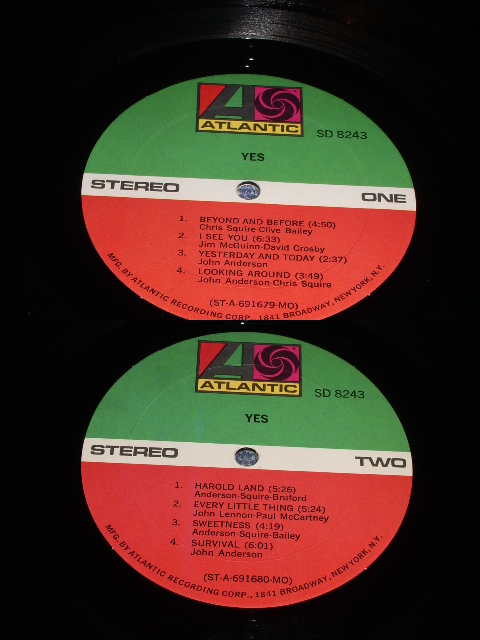 ATLANTIC
SD 8243
YES
STEREO
ONE
1. BEYOND AND BEFORE (4:50)
Chris Squire-Clive Bailey
2. I SEE YOU (6:33)
Jim McGuinn-David Crosby
3. YESTERDAY AND TODAY (2:37)
John Anderson
4. LOOKING AROUND (3:49)
John Anderson-Chris Squire
(ST-A-691679-MO)
MFG. BY ATLANTIC RECORDING CORP., 1841 BROADWAY, NEW YORK, N.Y.
ATLANTIC
SD 8243
YES
STEREO
TWO
1. HAROLD LAND (5:26)
Anderson-Squire-Bruford
2. EVERY LITTLE THING (5:24)
John Lennon-Paul McCartney
3. SWEETNESS (4:19)
Anderson-Squire-Bailey
4. SURVIVAL (6:01)
John Anderson
(ST-A-691680-MO)
MFG. BY ATLANTIC RECORDING CORP., 1841 BROADWAY, NEW YORK, N.Y.